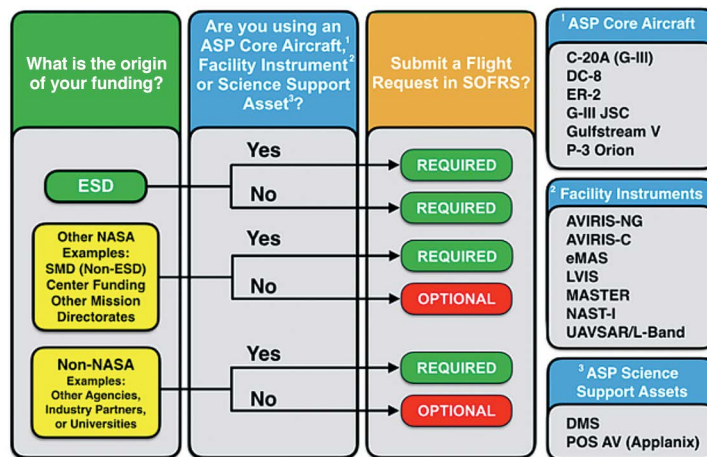 What is the origin
of your funding?
Are you using an
ASP Core Aircraft,¹
Facility Instrument²
or Science Support
Asset³?
Submit a Flight
Request in SOFRS?
ESD
Yes
No
REQUIRED
REQUIRED
Other NASA
Examples:
SMD (Non-ESD)
Center Funding
Other Mission
Directorates
Yes
No
REQUIRED
OPTIONAL
Non-NASA
Examples:
Other Agencies,
Industry Partners,
or Universities
Yes
No
REQUIRED
OPTIONAL
¹ ASP Core Aircraft
C-20A (G-III)
DC-8
ER-2
G-III JSC
Gulfstream V
P-3 Orion
² Facility Instruments
AVIRIS-NG
AVIRIS-C
eMAS
LVIS
MASTER
NAST-I
UAVSAR/L-Band
³ ASP Science
Support Assets
DMS
POS AV (Applanix)